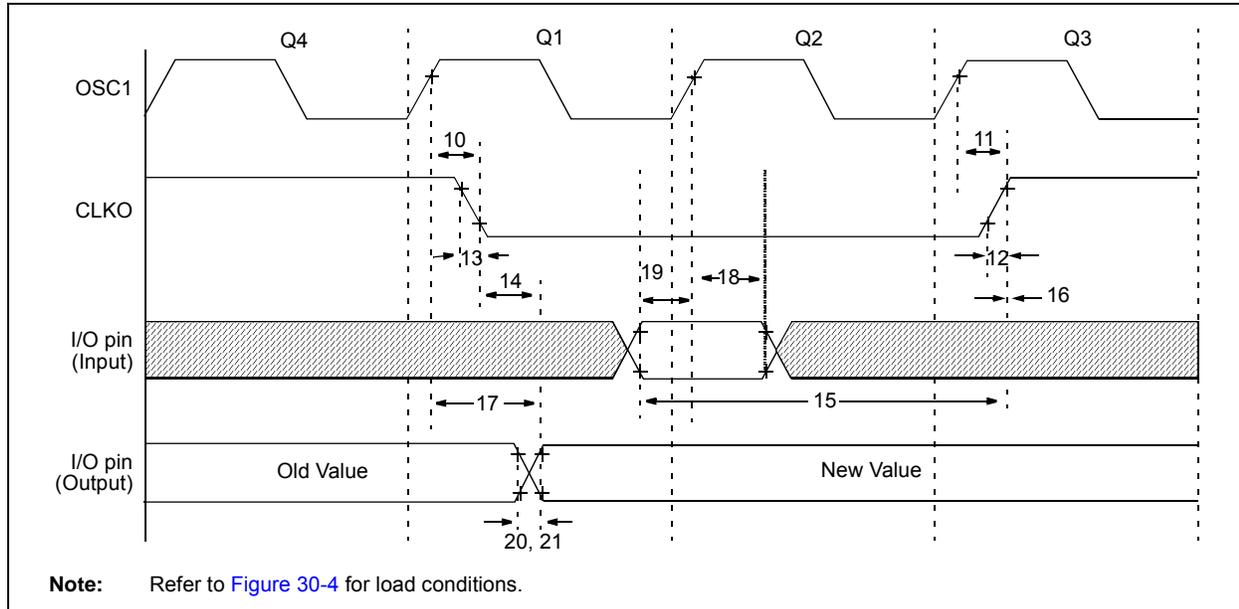 Q4 Q1 Q2 Q3
OSC1
10 11
CLKO
13 12
14 19 18 16
I/O pin
(Input)
17 15
I/O pin
(Output)
Old Value New Value
20, 21
Note: Refer to Figure 30-4 for load conditions.